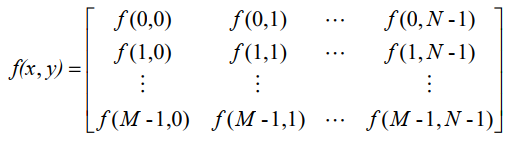 f(0,0) f(0,1) ⋯ f(0,N-1)
f(1,0) f(1,1) ⋯ f(1,N-1)
f(x,y)= ⋮ ⋮ ⋮
f(M-1,0) f(M-1,1) ⋯ f(M-1,N-1)